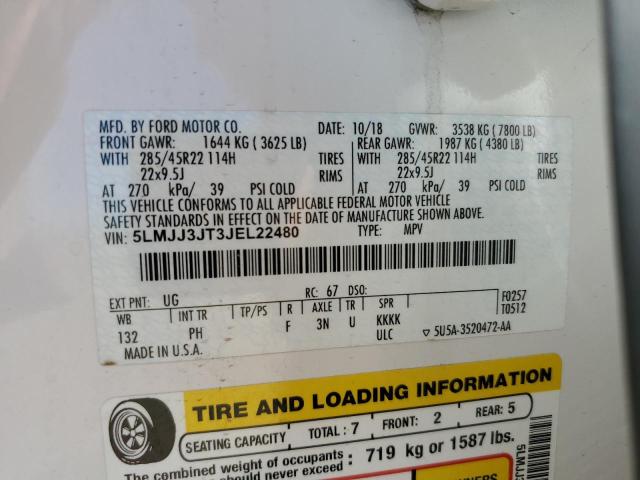 MFD. BY FORD MOTOR CO. DATE: 10/18 GVWR: 3538 KG ( 7800 LB)
FRONT GAWR: 1644 KG ( 3625 LB) REAR GAWR: 1987 KG ( 4380 LB)
WITH 285/45R22 114H TIRES WITH 285/45R22 114H TIRES
22x9.5J RIMS 22x9.5J RIMS
AT 270 kPa/ 39 PSI COLD AT 270 kPa/ 39 PSI COLD
THIS VEHICLE CONFORMS TO ALL APPLICABLE FEDERAL MOTOR VEHICLE
SAFETY STANDARDS IN EFFECT ON THE DATE OF MANUFACTURE SHOWN ABOVE.
VIN: 5LMJJ3JT3JEL22480 TYPE: MPV
EXT PNT: UG RC: 67 DSO: F0257
WB INT TR TP/PS R AXLE TR SPR T0512
132 PH F 3N U KKKK
MADE IN U.S.A. ULC ▽ 5U5A-3520472-AA
TIRE AND LOADING INFORMATION
SEATING CAPACITY TOTAL: 7 FRONT: 2 REAR: 5
The combined weight of occupants
should never exceed: 719 kg or 1587 lbs.
5LMJJ3